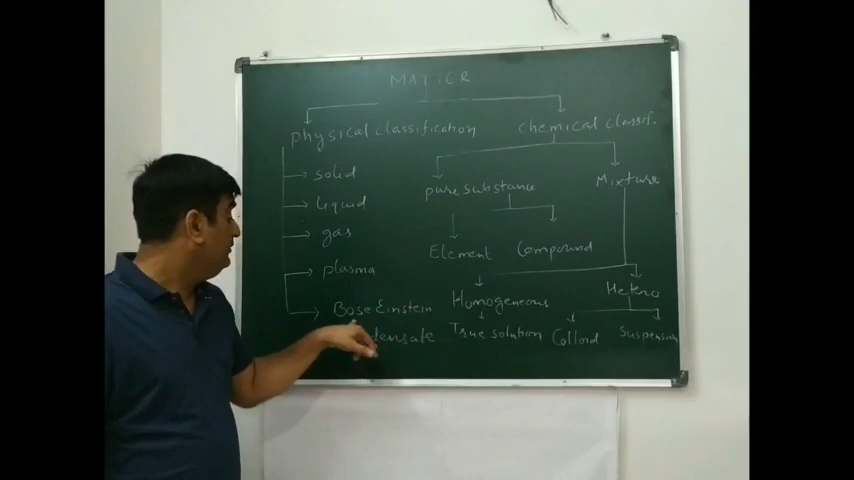 MATTER
physical classification
chemical classif.
solid
liquid
gas
plasma
Bose Einstein
pure substance
Mixture
Element
Compound
Homogeneous
Hetero
True solution
Colloid
Suspension